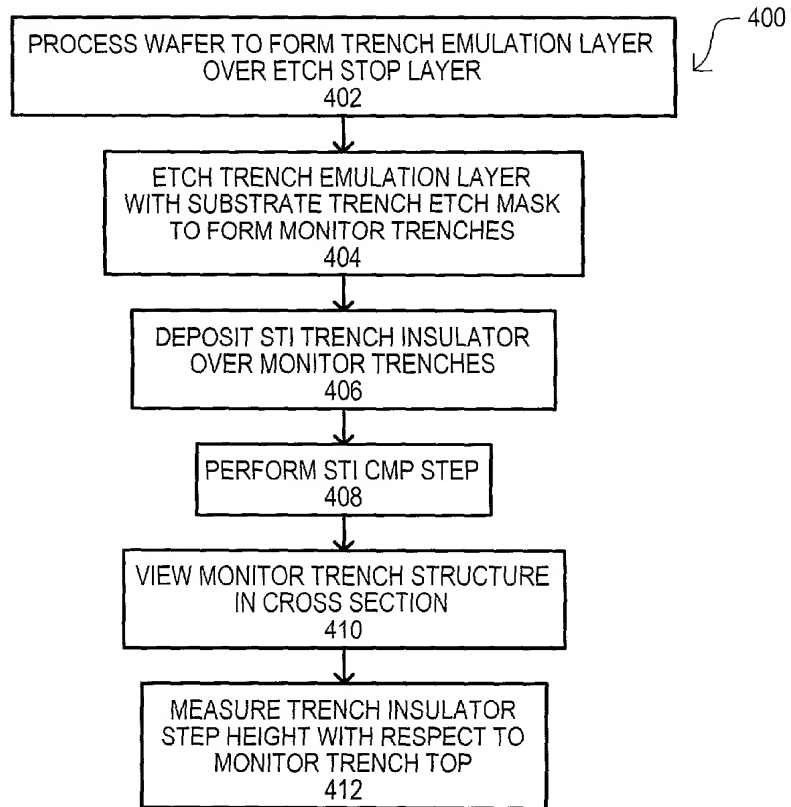 400
PROCESS WAFER TO FORM TRENCH EMULATION LAYER
OVER ETCH STOP LAYER
402
ETCH TRENCH EMULATION LAYER
WITH SUBSTRATE TRENCH ETCH MASK
TO FORM MONITOR TRENCHES
404
DEPOSIT STI TRENCH INSULATOR
OVER MONITOR TRENCHES
406
PERFORM STI CMP STEP
408
VIEW MONITOR TRENCH STRUCTURE
IN CROSS SECTION
410
MEASURE TRENCH INSULATOR
STEP HEIGHT WITH RESPECT TO
MONITOR TRENCH TOP
412